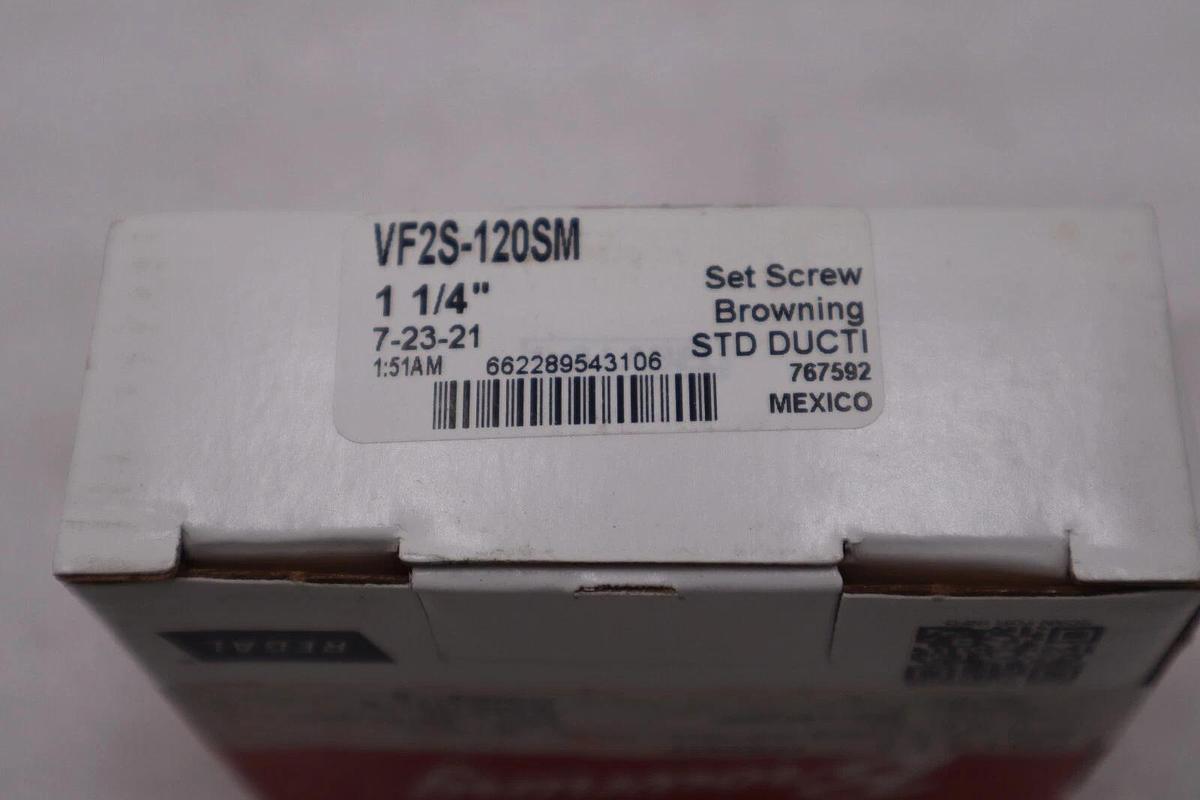 VF2S-120SM
1 1/4"
7-23-21
1:51AM
662289543106
Set Screw
Browning
STD DUCTI
767592
MEXICO
REGAL